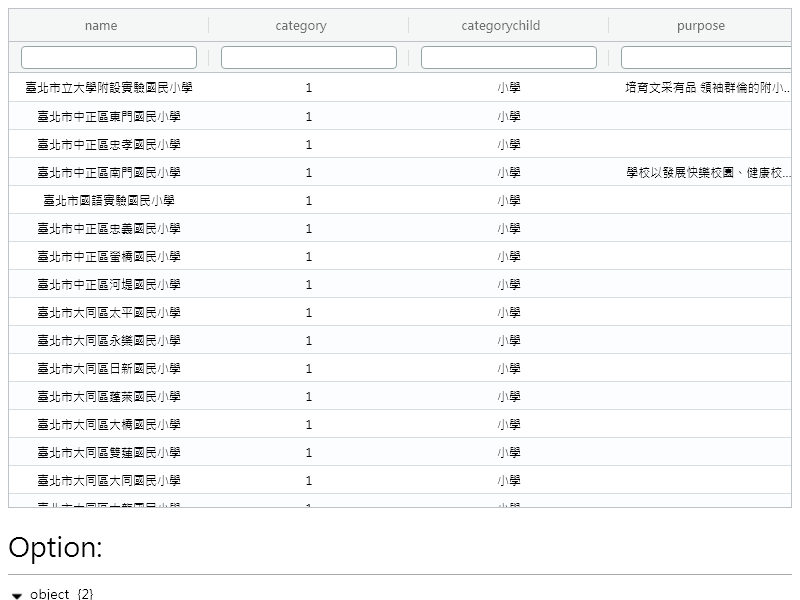 name category categorychild purpose
臺北市立大學附設實驗國民小學 1 小學 培育文采有品 領袖群倫的附小...
臺北市中正區東門國民小學 1 小學
臺北市中正區忠孝國民小學 1 小學
臺北市中正區南門國民小學 1 小學 學校以發展快樂校園、健康校...
臺北市國語實驗國民小學 1 小學
臺北市中正區忠義國民小學 1 小學
臺北市中正區螢橋國民小學 1 小學
臺北市中正區河堤國民小學 1 小學
臺北市大同區太平國民小學 1 小學
臺北市大同區永樂國民小學 1 小學
臺北市大同區日新國民小學 1 小學
臺北市大同區蓬萊國民小學 1 小學
臺北市大同區大橋國民小學 1 小學
臺北市大同區雙蓮國民小學 1 小學
臺北市大同區大同國民小學 1 小學
Option:
object {2}